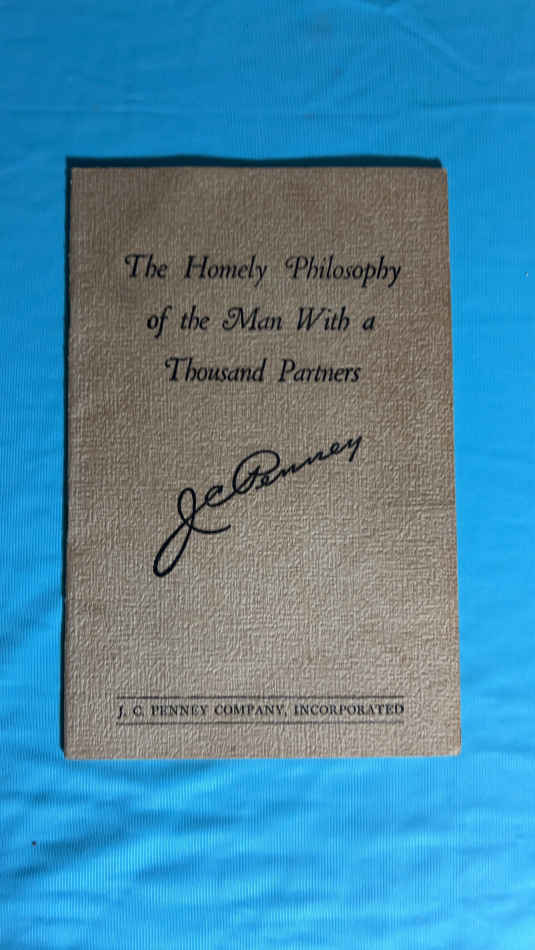 The Homely Philosophy
of the Man With a
Thousand Partners
JCPenney
J. C. PENNEY COMPANY, INCORPORATED